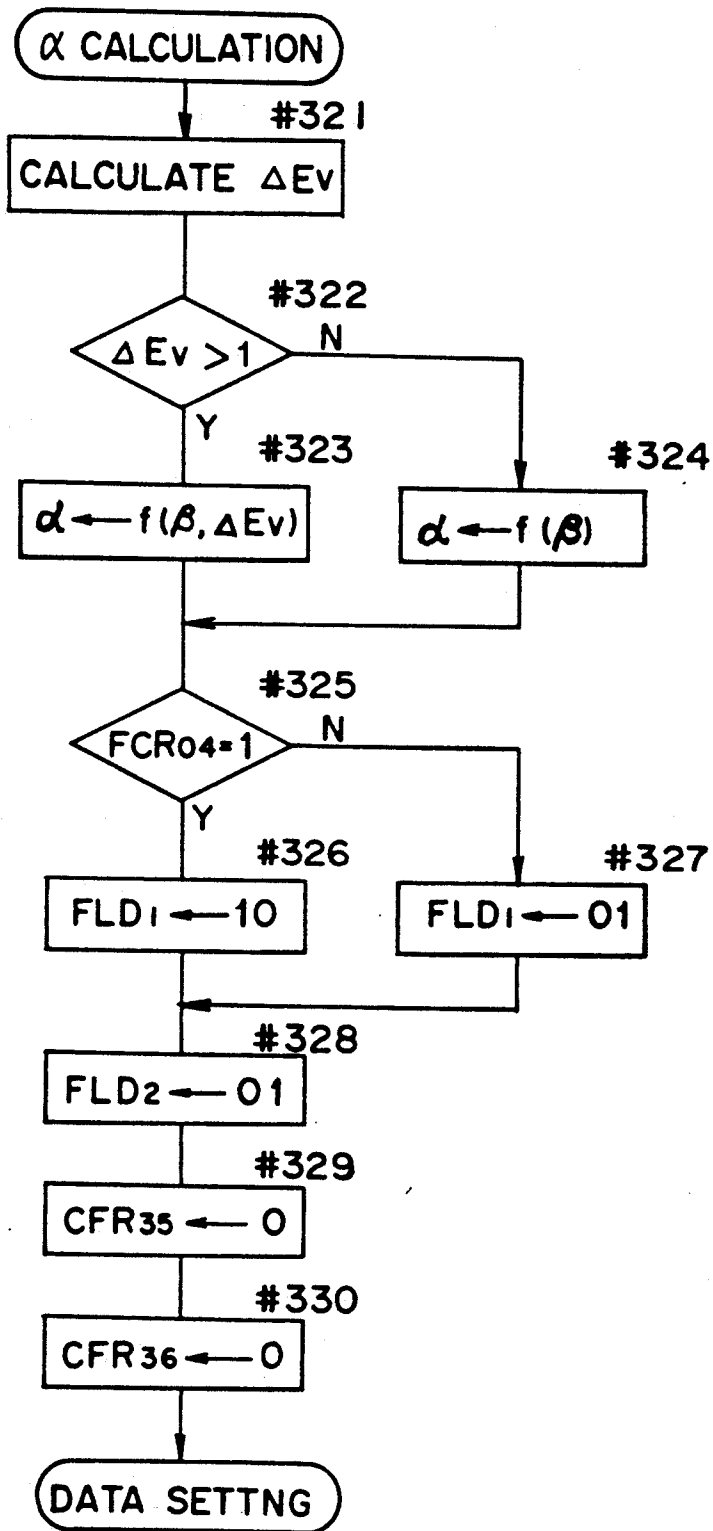 α CALCULATION
#321
CALCULATE ΔEv
#322
ΔEv > 1
N
Y
#323
α ← f(β, ΔEv)
#324
α ← f(β)
#325
FCR04=1
N
Y
#326
FLD1 ← 10
#327
FLD1 ← 01
#328
FLD2 ← 01
#329
CFR35 ← 0
#330
CFR36 ← 0
DATA SETTNG